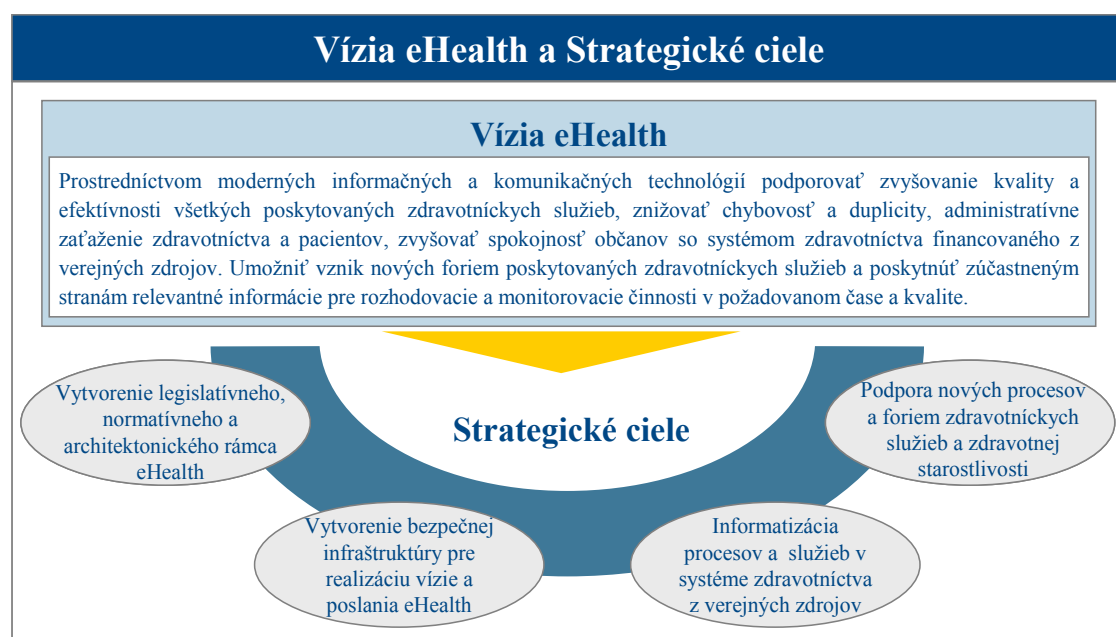 Vízia eHealth a Strategické ciele
Vízia eHealth
Prostredníctvom moderných informačných a komunikačných technológií podporovať zvyšovanie kvality a
efektívnosti všetkých poskytovaných zdravotníckych služieb, znižovať chybovosť a duplicity, administratívne
zaťaženie zdravotníctva a pacientov, zvyšovať spokojnosť občanov so systémom zdravotníctva financovaného z
verejných zdrojov. Umožniť vznik nových foriem poskytovaných zdravotníckych služieb a poskytnúť zúčastneným
stranám relevantné informácie pre rozhodovacie a monitorovacie činnosti v požadovanom čase a kvalite.
Strategické ciele
Vytvorenie legislatívneho,
normatívneho a
architektonického rámca
eHealth
Vytvorenie bezpečnej
infraštruktúry pre
realizáciu vízie a
poslania eHealth
Informatizácia
procesov a služieb v
systéme zdravotníctva
z verejných zdrojov
Podpora nových procesov
a foriem zdravotníckych
služieb a zdravotnej
starostlivosti